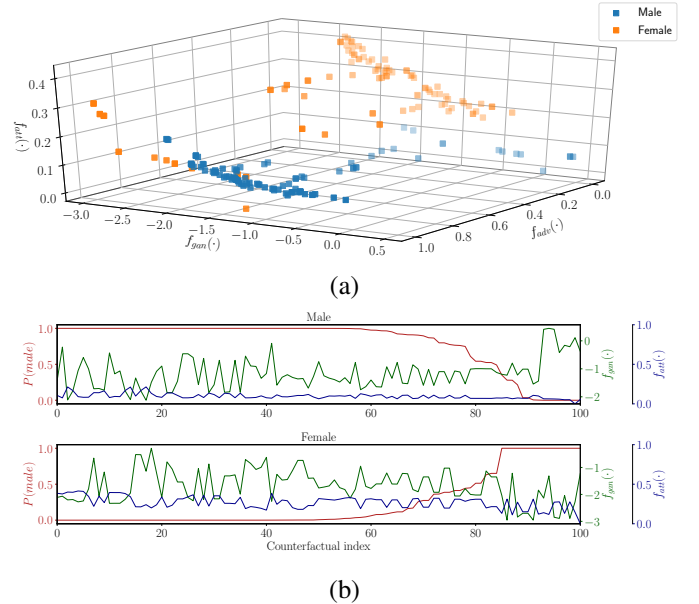 Male
Female
0.4
0.3
0.2
0.1
0.0
f_att(·)
−3.0
−2.5
−2.0
−1.5
−1.0
−0.5
0.0
0.5
f_gan(·)
1.0
0.8
0.6
0.4
0.2
0.0
f_adv(·)
(a)
Male
1.0
0.5
0.0
P(male)
0
−1
−2
f_gan(·)
1.0
0.5
0.0
f_att(·)
0 20 40 60 80 100
Female
1.0
0.5
0.0
P(male)
−1
−2
−3
f_gan(·)
1.0
0.5
0.0
f_att(·)
0 20 40 60 80 100
Counterfactual index
(b)